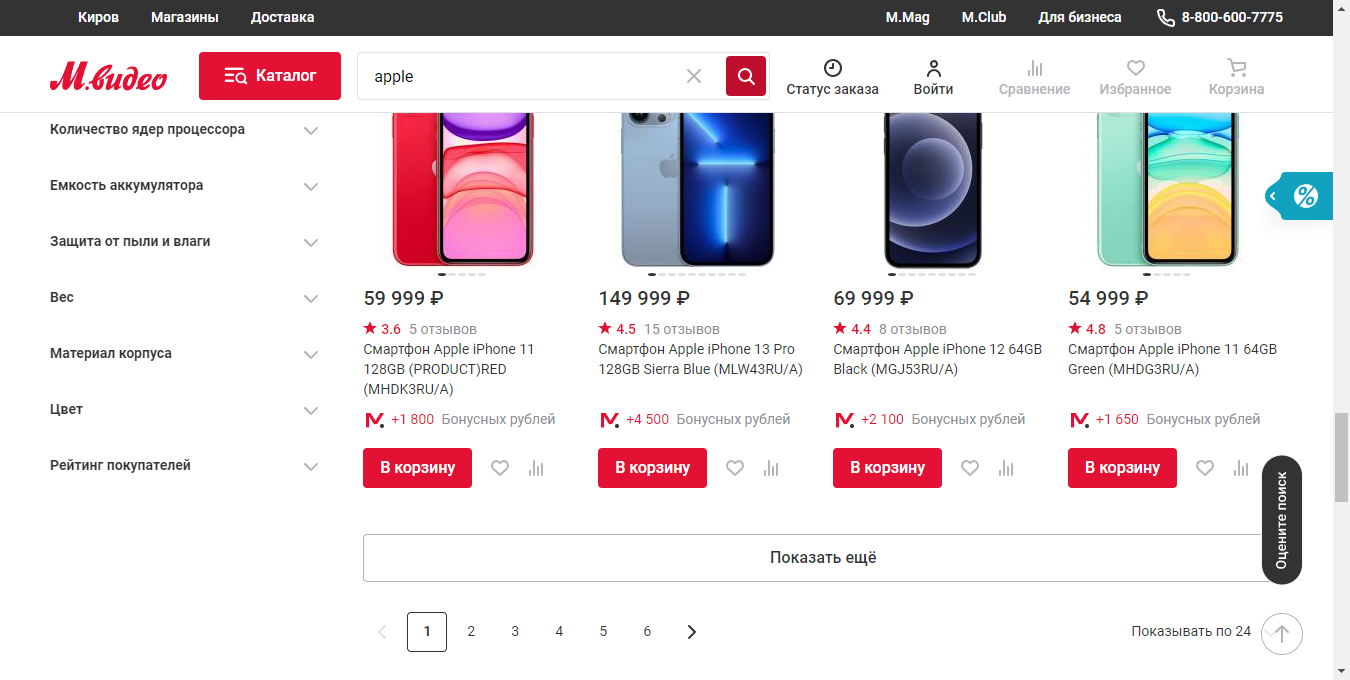 Киров Магазины Доставка M.Mag M.Club Для бизнеса 8-800-600-7775
М.видео Каталог apple Статус заказа Войти Сравнение Избранное Корзина
Количество ядер процессора
Емкость аккумулятора
Защита от пыли и влаги
Вес
Материал корпуса
Цвет
Рейтинг покупателей
59 999 ₽
3.6 5 отзывов
Смартфон Apple iPhone 11
128GB (PRODUCT)RED
(MHDK3RU/A)
+1 800 Бонусных рублей
В корзину
149 999 ₽
4.5 15 отзывов
Смартфон Apple iPhone 13 Pro
128GB Sierra Blue (MLW43RU/A)
+4 500 Бонусных рублей
В корзину
69 999 ₽
4.4 8 отзывов
Смартфон Apple iPhone 12 64GB
Black (MGJ53RU/A)
+2 100 Бонусных рублей
В корзину
54 999 ₽
4.8 5 отзывов
Смартфон Apple iPhone 11 64GB
Green (MHDG3RU/A)
+1 650 Бонусных рублей
В корзину
%
Оцените поиск
Показать ещё
1 2 3 4 5 6
Показывать по 24